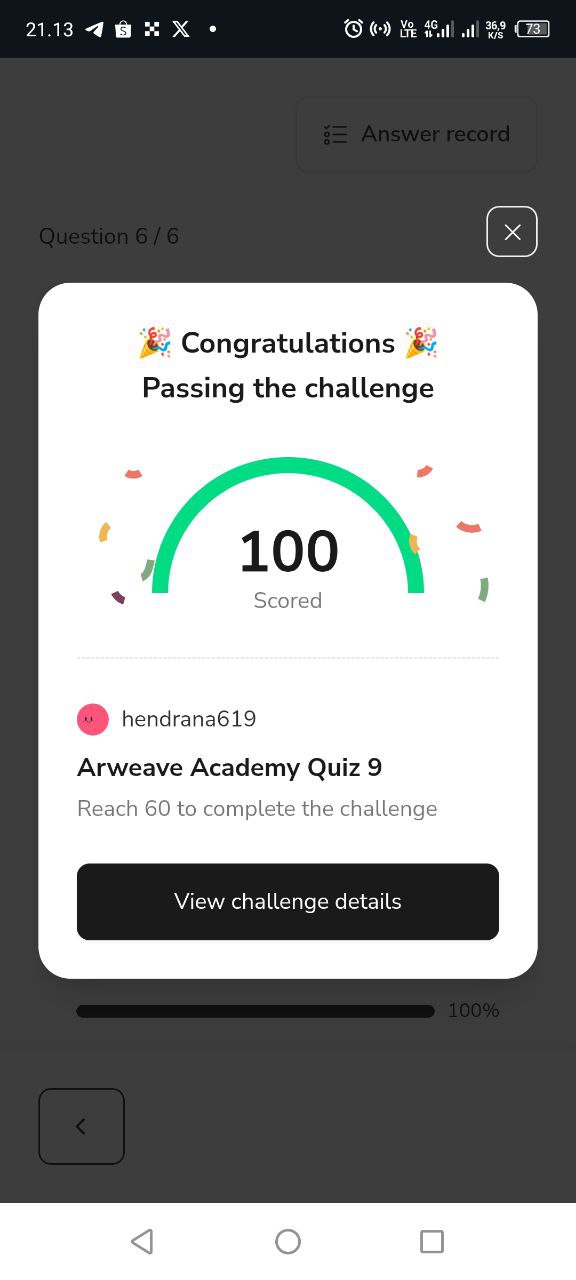 21.13 Vo LTE 4G 36,9 K/S 73
Answer record
Question 6 / 6
🎉 Congratulations 🎉
Passing the challenge
100
Scored
hendrana619
Arweave Academy Quiz 9
Reach 60 to complete the challenge
View challenge details
100%